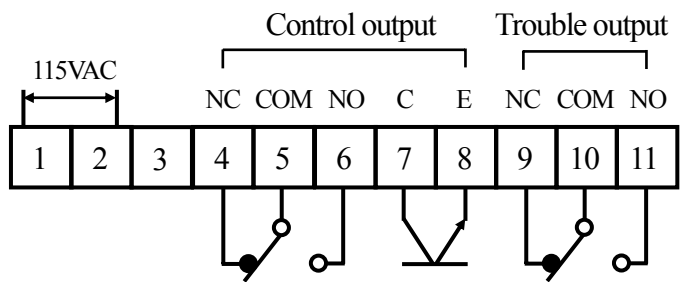 Control output Trouble output
115VAC
NC COM NO C E NC COM NO
1 2 3 4 5 6 7 8 9 10 11